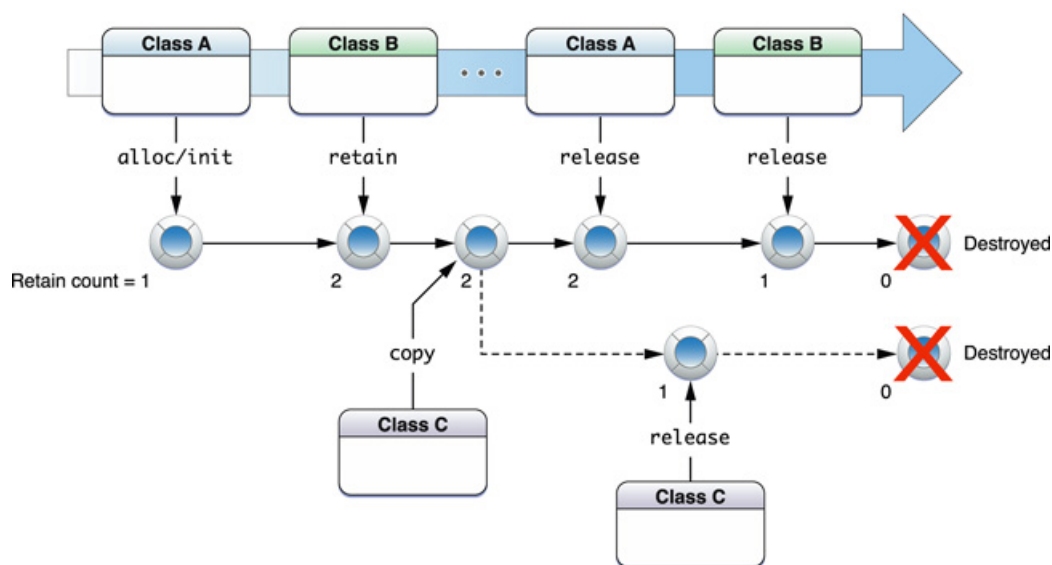 Class A
Class B
...
Class A
Class B
alloc/init
retain
release
release
Destroyed
Retain count = 1
2
2
2
1
0
copy
Destroyed
1
0
Class C
release
Class C